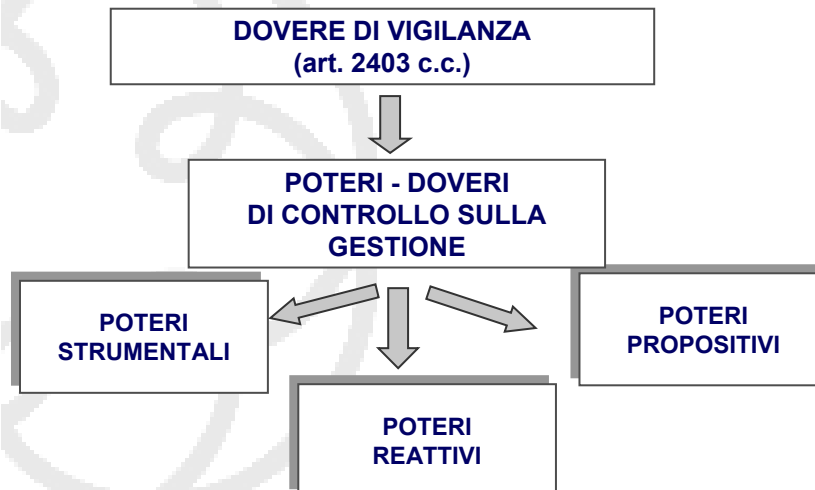 DOVERE DI VIGILANZA
(art. 2403 c.c.)
POTERI - DOVERI
DI CONTROLLO SULLA
GESTIONE
POTERI
STRUMENTALI
POTERI
PROPOSITIVI
POTERI
REATTIVI